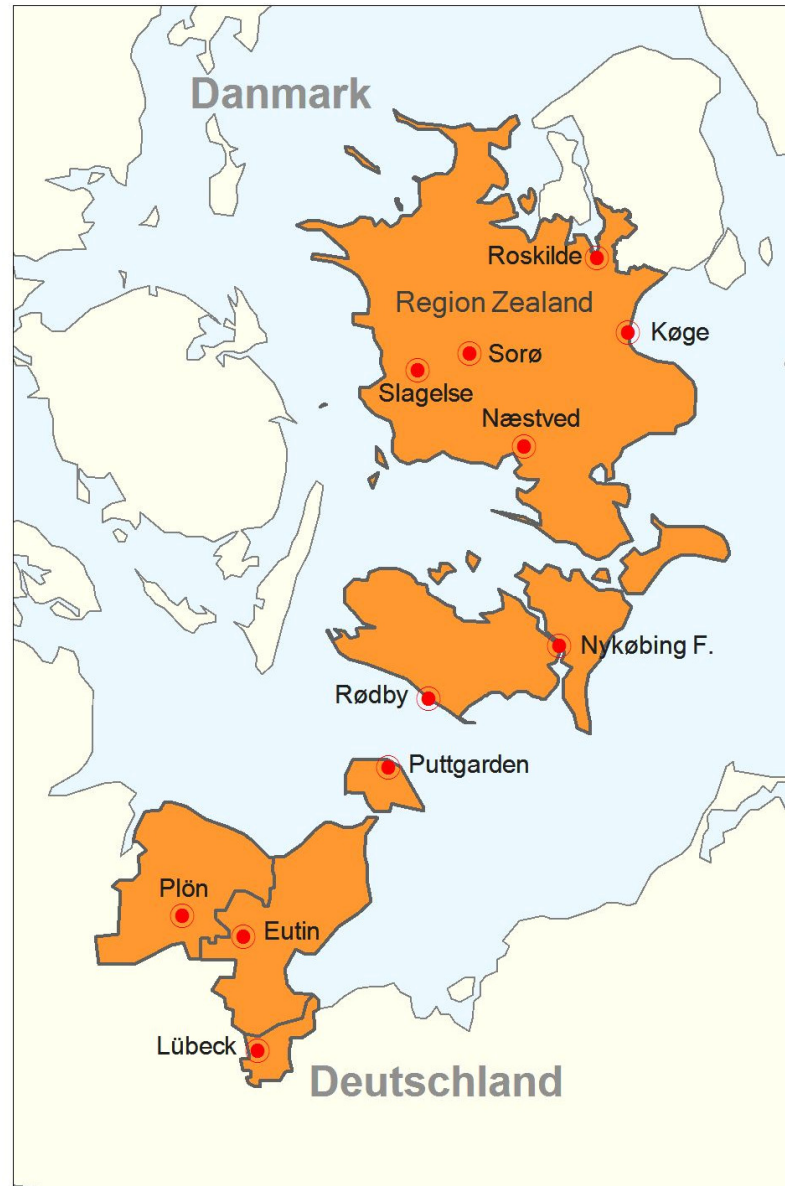 Danmark
Roskilde
Region Zealand
Køge
Sorø
Slagelse
Næstved
Nykøbing F.
Rødby
Puttgarden
Plön
Eutin
Lübeck
Deutschland